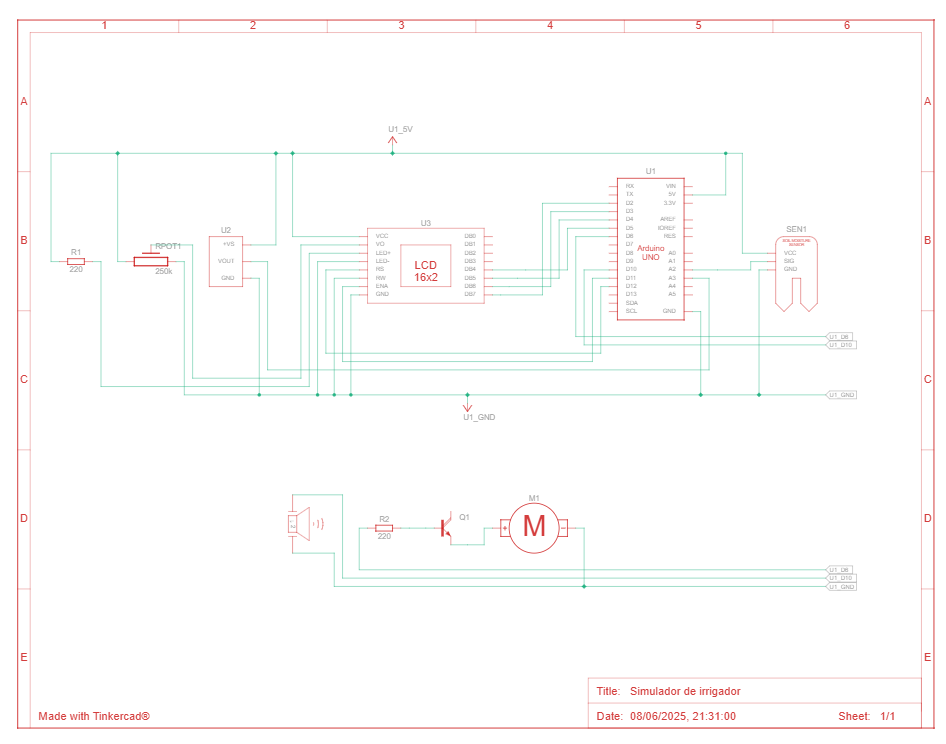 1 2 3 4 5 6
A A
U1_5V
U1
RX VIN
TX 5V
D2 3.3V
D3
D4 AREF
D5 IOREF
D6 RES
D7
D8 A0
D9 A1
D10 A2
D11 A3
D12 A4
D13 A5
SDA
SCL GND
Arduino
UNO
B B
R1
220
RPOT1
250k
U2
+VS
VOUT
GND
U3
VCC DB0
VO DB1
LED+ DB2
LED- DB3
RS DB4
RW DB5
ENA DB6
GND DB7
LCD
16x2
SEN1
SOIL MOISTURE
SENSOR
VCC
SIG
GND
U1_D6
U1_D10
C C
U1_GND
U1_GND
D D
R2
220
Q1
M1
+ M -
U1_D6
U1_D10
U1_GND
E E
Title: Simulador de irrigador
Made with Tinkercad®
Date: 08/06/2025, 21:31:00 Sheet: 1/1